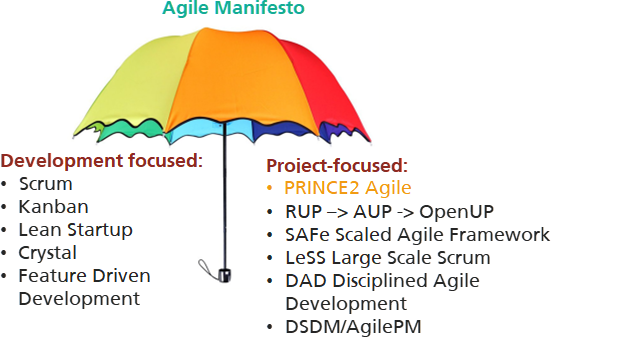 Agile Manifesto
Development focused:
• Scrum
• Kanban
• Lean Startup
• Crystal
• Feature Driven
Development
Project-focused:
• PRINCE2 Agile
• RUP –> AUP -> OpenUP
• SAFe Scaled Agile Framework
• LeSS Large Scale Scrum
• DAD Disciplined Agile
Development
• DSDM/AgilePM